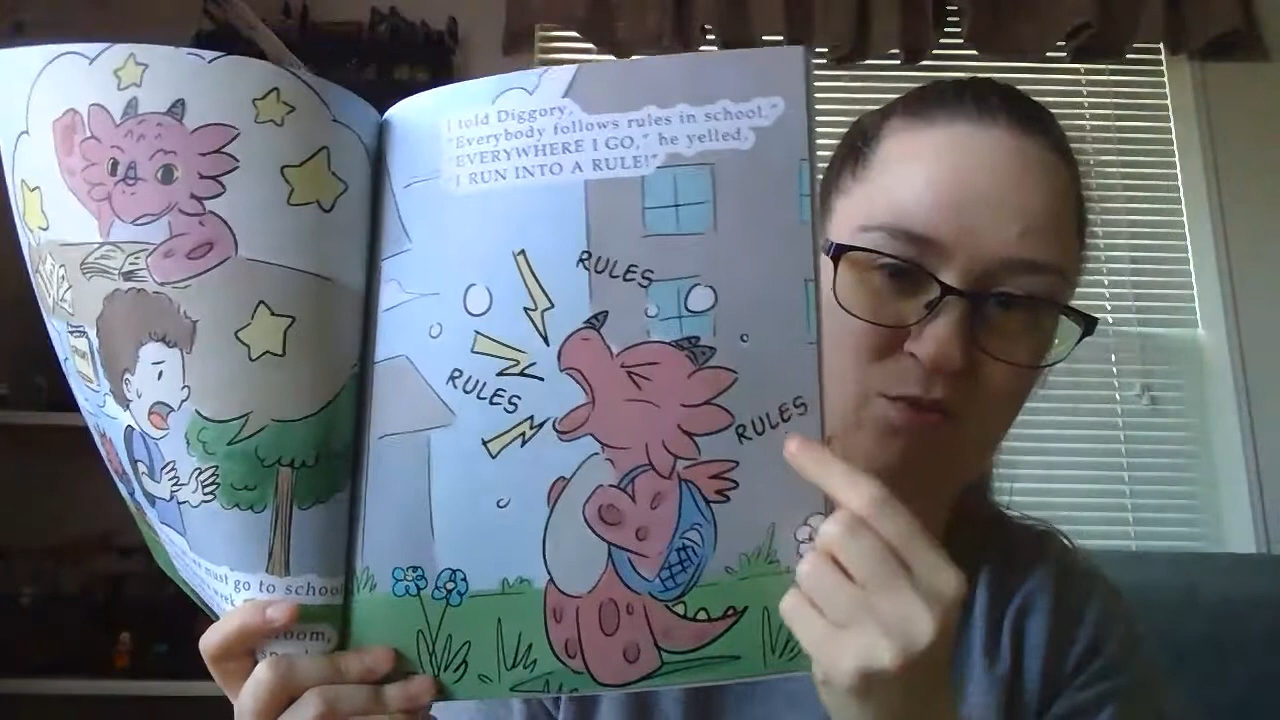 must go to school
room,
I told Diggory,
"Everybody follows rules in school."
"EVERYWHERE I GO," he yelled,
"I RUN INTO A RULE!"
RULES
RULES
RULES